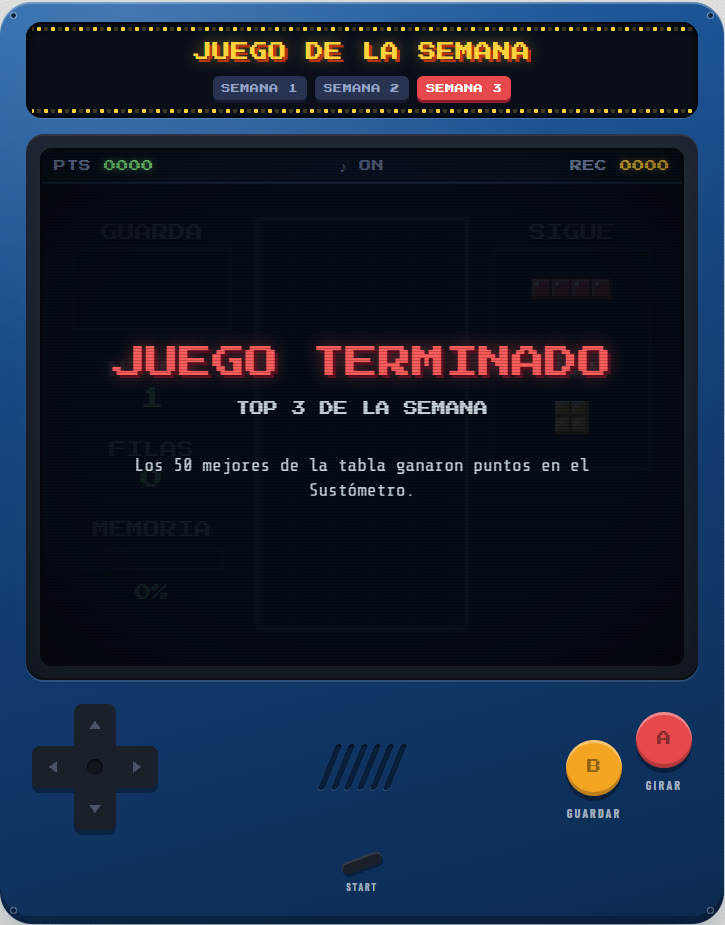 JUEGO DE LA SEMANA
SEMANA 1 SEMANA 2 SEMANA 3
PTS 0000 ♪ ON REC 0000
GUARDA SIGUE
JUEGO TERMINADO
1
TOP 3 DE LA SEMANA
FILAS
Los 50 mejores de la tabla ganaron puntos en el
0
Sustómetro.
MEMORIA
0%
A
B
GIRAR
GUARDAR
START